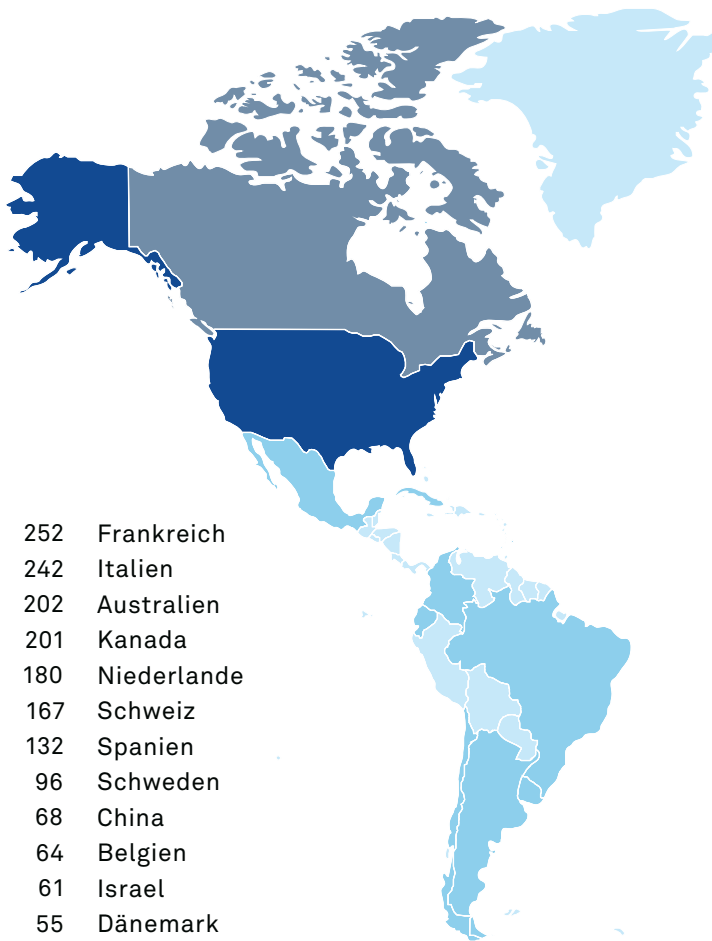 252 Frankreich
242 Italien
202 Australien
201 Kanada
180 Niederlande
167 Schweiz
132 Spanien
96 Schweden
68 China
64 Belgien
61 Israel
55 Dänemark